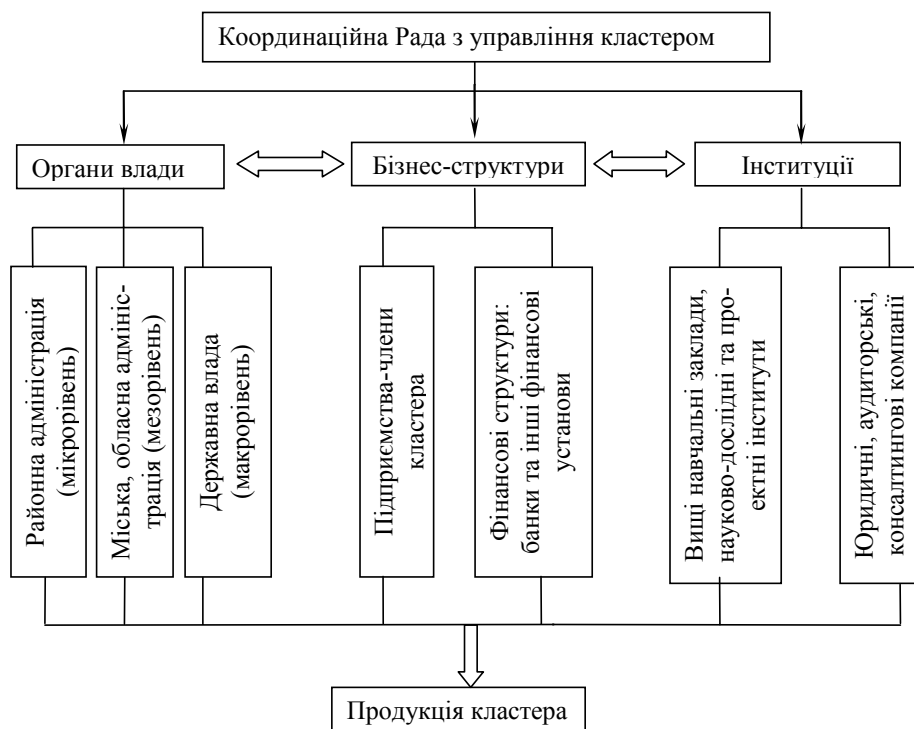 Координаційна Рада з управління кластером
Органи влади
Бізнес-структури
Інституції
Районна адміністрація
(мікрорівень)
Міська, обласна адмініс-
трація (мезорівень)
Державна влада
(макрорівень)
Підприємства-члени
кластера
Фінансові структури:
банки та інші фінансові
установи
Вищі навчальні заклади,
науково-дослідні та про-
ектні інститути
Юридичні, аудиторські,
консалтингові компанії
Продукція кластера